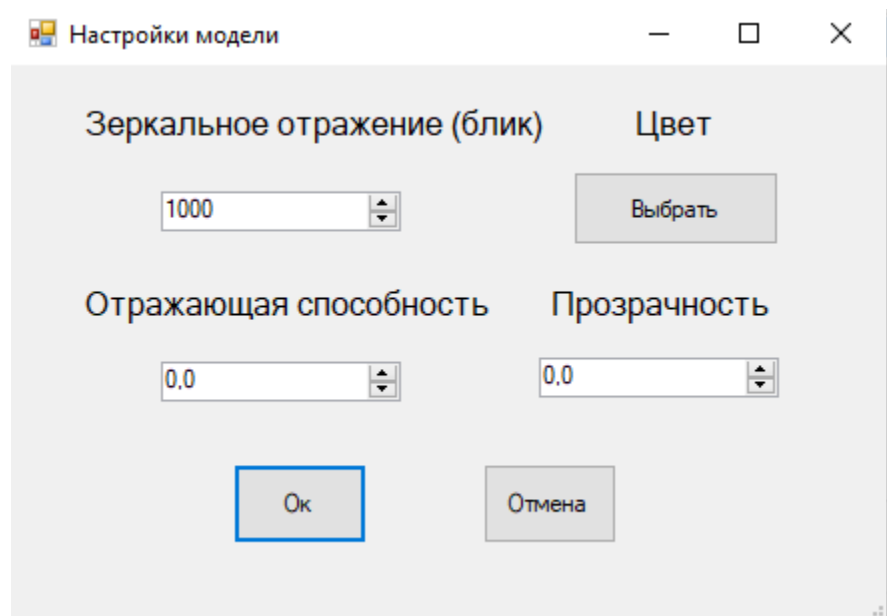 Настройки модели
Зеркальное отражение (блик) Цвет
1000 Выбрать
Отражающая способность Прозрачность
0,0 0,0
Ок Отмена